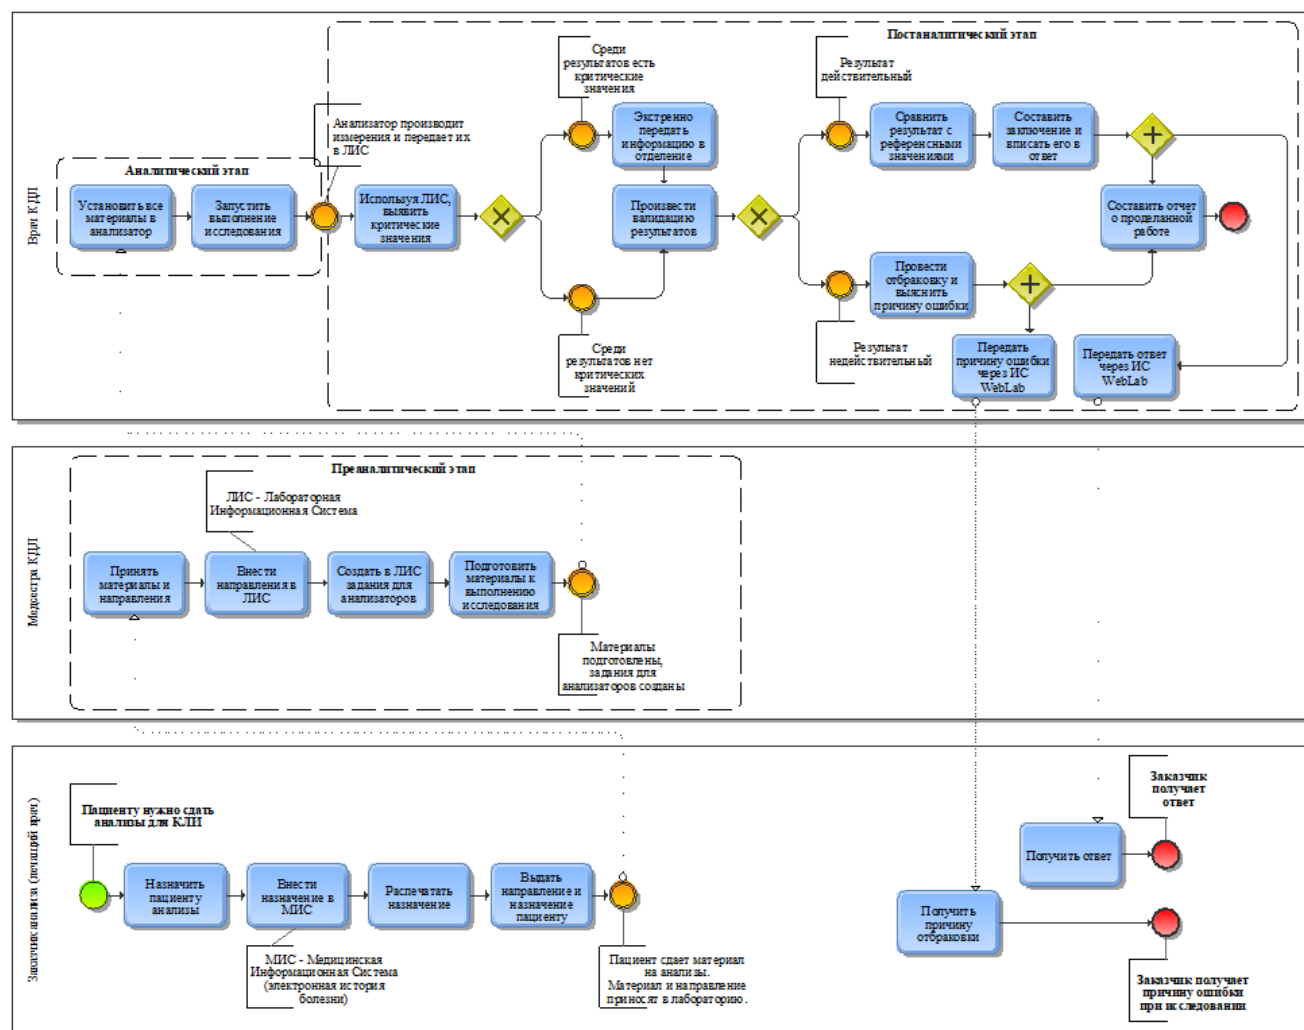 Врач КДЛ
Аналитический этап
Установить все
материалы в
анализатор
Запустить
выполнение
исследования
Анализатор производит
измерения и передает их
в ЛИС
Постаналитический этап
Используя ЛИС,
выявить
критические
значения
Среди
результатов есть
критические
значения
Экстренно
передать
информацию в
отделение
Произвести
валидацию
результатов
Среди
результатов нет
критических
значений
Результат
действительный
Сравнить
результат с
референсными
значениями
Составить
заключение и
вписать его в
ответ
Составить отчет
о проделанной
работе
Провести
отбраковку и
выяснить
причину ошибки
Результат
недействительный
Передать
причину ошибки
через ИС
WebLab
Передать ответ
через ИС
WebLab
Медсестра КДЛ
Преаналитический этап
ЛИС - Лабораторная
Информационная Система
Принять
материалы и
направления
Внести
направления в
ЛИС
Создать в ЛИС
задания для
анализаторов
Подготовить
материалы к
выполнению
исследования
Материалы
подготовлены,
задания для
анализаторов созданы
Заказчик анализа (лечащий врач)
Пациенту нужно сдать
анализы для КЛИ
Назначить
пациенту
анализы
Внести
назначение в
МИС
Распечатать
назначение
Выдать
направление и
назначение
пациенту
МИС - Медицинская
Информационная Система
(электронная история
болезни)
Пациент сдает материал
на анализы.
Материал и направление
приносят в лабораторию.
Заказчик
получает
ответ
Получить ответ
Получить
причину
отбраковки
Заказчик получает
причину ошибки
при исследовании